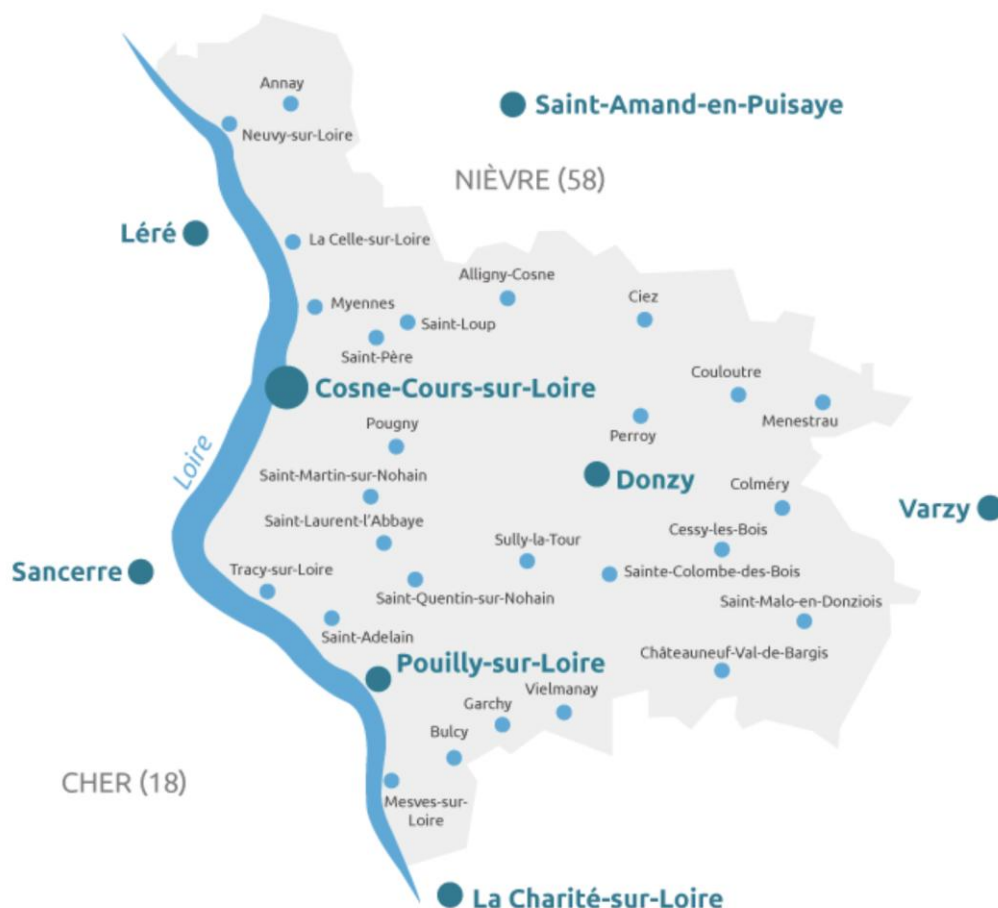 Annay
Saint-Amand-en-Puisaye
Neuvy-sur-Loire
NIÈVRE (58)
Léré
La Celle-sur-Loire
Alligny-Cosne
Ciez
Myennes
Saint-Loup
Saint-Père
Couloutre
Cosne-Cours-sur-Loire
Menestrau
Pougny
Perroy
Loire
Saint-Martin-sur-Nohain
Donzy
Colméry
Varzy
Saint-Laurent-l'Abbaye
Cessy-les-Bois
Sully-la-Tour
Sancerre
Tracy-sur-Loire
Sainte-Colombe-des-Bois
Saint-Quentin-sur-Nohain
Saint-Malo-en-Donziois
Saint-Adelain
Châteauneuf-Val-de-Bargis
Pouilly-sur-Loire
Vielmanay
Garchy
Bulcy
CHER (18)
Mesves-sur-
Loire
La Charité-sur-Loire